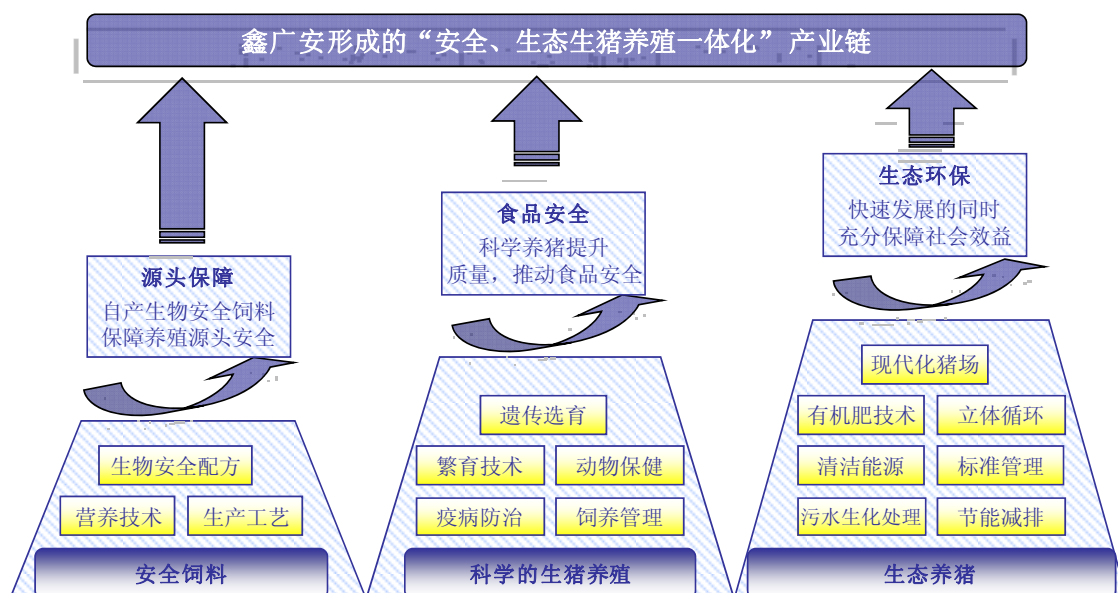 鑫广安形成的“安全、生态生猪养殖一体化”产业链
源头保障
自产生物安全饲料
保障养殖源头安全
生物安全配方
营养技术
生产工艺
安全饲料
食品安全
科学养猪提升
质量，推动食品安全
遗传选育
繁育技术
动物保健
疫病防治
饲养管理
科学的生猪养殖
生态环保
快速发展的同时
充分保障社会效益
现代化猪场
有机肥技术
立体循环
清洁能源
标准管理
污水生化处理
节能减排
生态养猪